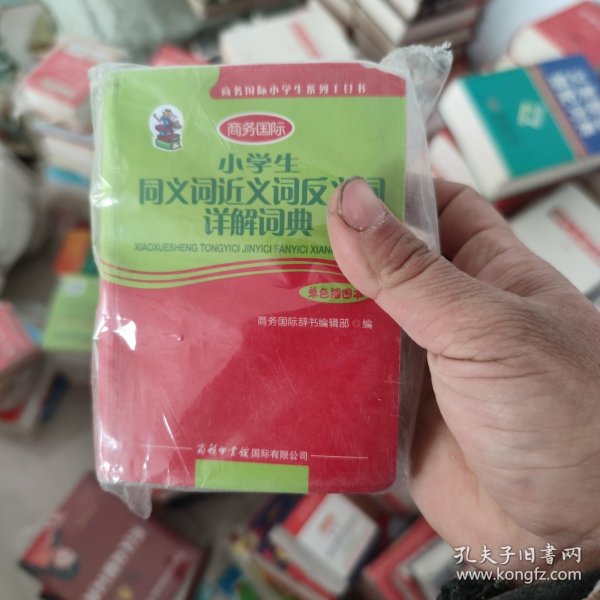 商务国际小学生系列工具书
商务国际
小学生
同义词近义词反义词
详解词典
XIAOXUESHENG TONGYICI JINYICI FANYICI XIANG
单色插图本
商务国际辞书编辑部◎编
商务印书馆国际有限公司
孔夫子旧书网
www.kongfz.com